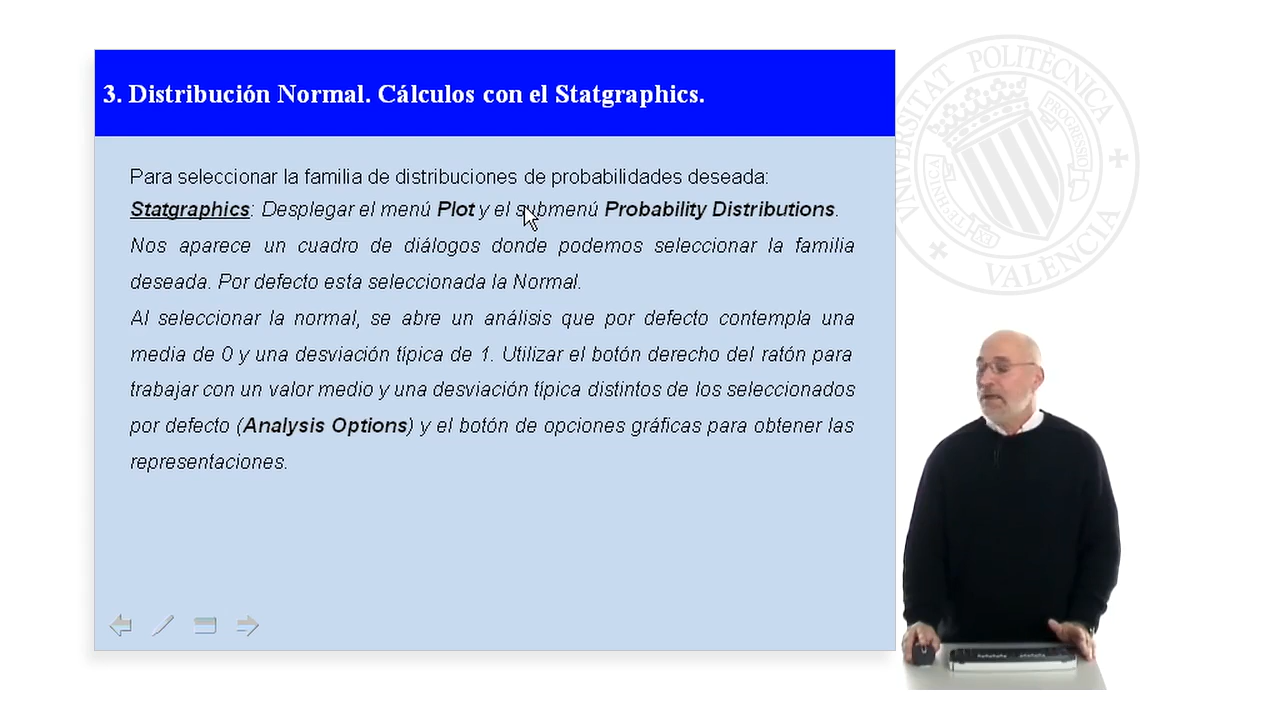 3. Distribución Normal. Cálculos con el Statgraphics.
Para seleccionar la familia de distribuciones de probabilidades deseada:
Statgraphics: Desplegar el menú Plot y el submenú Probability Distributions.
Nos aparece un cuadro de diálogos donde podemos seleccionar la familia
deseada. Por defecto esta seleccionada la Normal.
Al seleccionar la normal, se abre un análisis que por defecto contempla una
media de 0 y una desviación típica de 1. Utilizar el botón derecho del ratón para
trabajar con un valor medio y una desviación típica distintos de los seleccionados
por defecto (Analysis Options) y el botón de opciones gráficas para obtener las
representaciones.
UNIVERSITAT POLITÈCNICA
VALÈNCIA